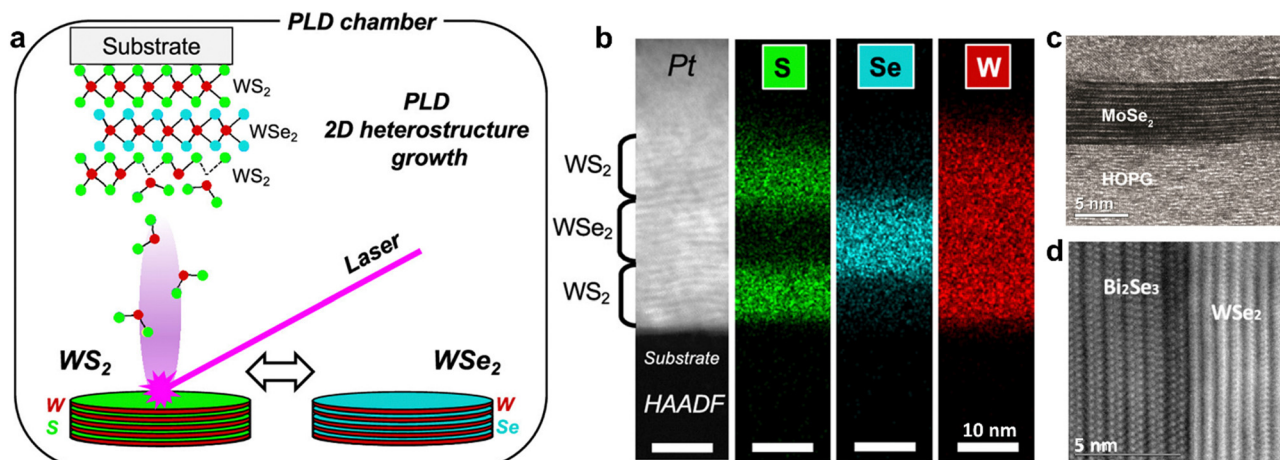 a
PLD chamber
Substrate
WS₂
WSe₂
WS₂
PLD
2D heterostructure
growth
Laser
WS₂
WSe₂
W
S
W
Se
b
Pt
S
Se
W
WS₂
WSe₂
WS₂
Substrate
HAADF
10 nm
c
MoSe₂
HOPG
5 nm
d
Bi₂Se₃
WSe₂
5 nm